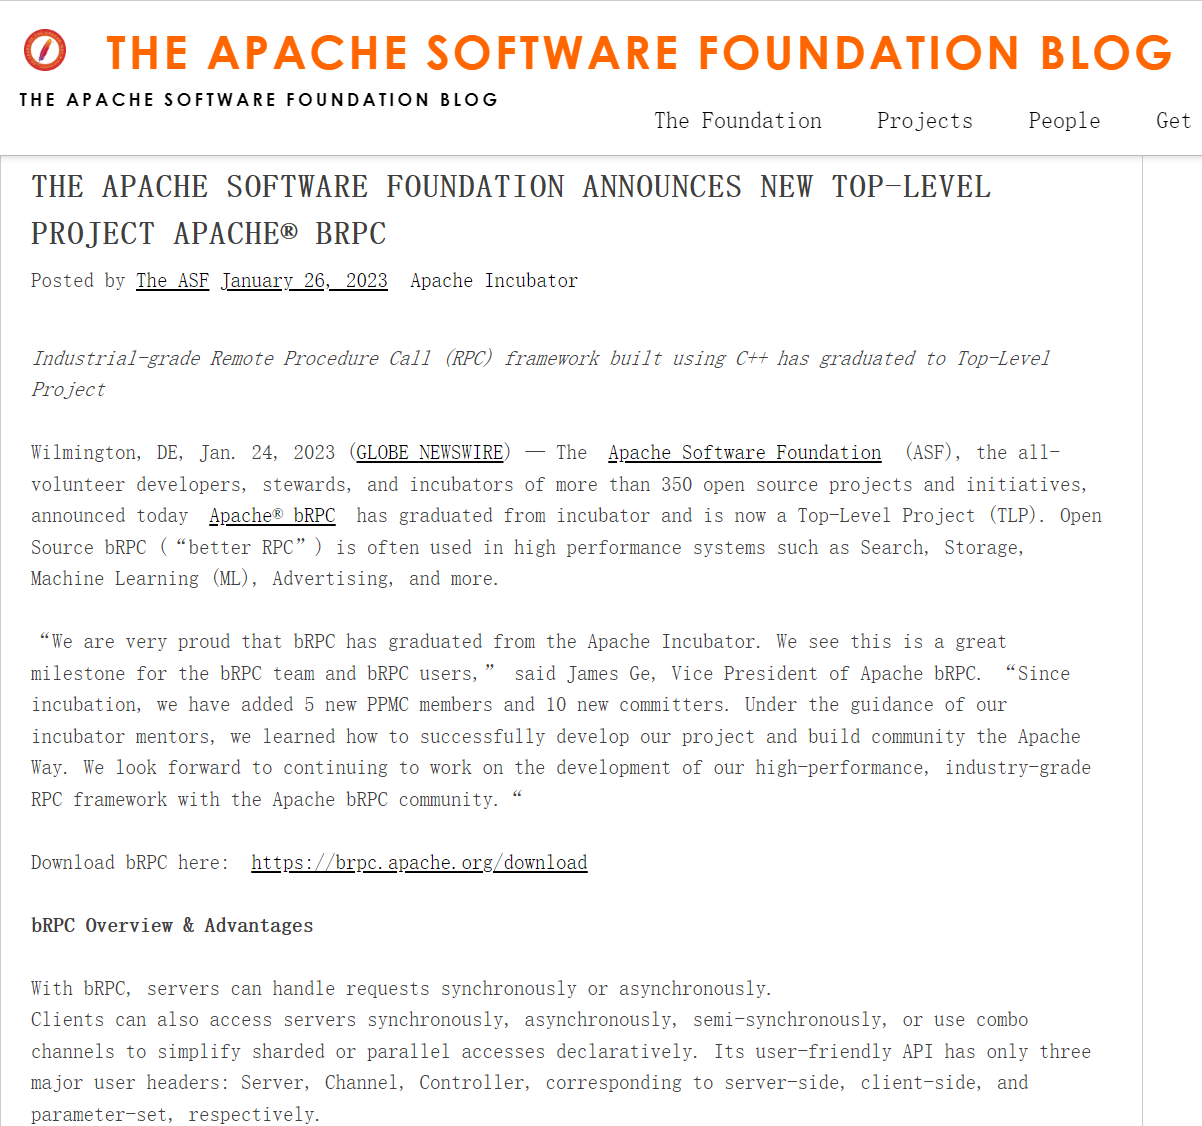 THE APACHE SOFTWARE FOUNDATION BLOG
THE APACHE SOFTWARE FOUNDATION BLOG
The Foundation Projects People Get
THE APACHE SOFTWARE FOUNDATION ANNOUNCES NEW TOP-LEVEL
PROJECT APACHE® BRPC
Posted by The ASF January 26, 2023 Apache Incubator
Industrial-grade Remote Procedure Call (RPC) framework built using C++ has graduated to Top-Level
Project
Wilmington, DE, Jan. 24, 2023 (GLOBE NEWSWIRE) — The Apache Software Foundation (ASF), the all-
volunteer developers, stewards, and incubators of more than 350 open source projects and initiatives,
announced today Apache® bRPC has graduated from incubator and is now a Top-Level Project (TLP). Open
Source bRPC (“better RPC”) is often used in high performance systems such as Search, Storage,
Machine Learning (ML), Advertising, and more.
“We are very proud that bRPC has graduated from the Apache Incubator. We see this is a great
milestone for the bRPC team and bRPC users,” said James Ge, Vice President of Apache bRPC. “Since
incubation, we have added 5 new PPMC members and 10 new committers. Under the guidance of our
incubator mentors, we learned how to successfully develop our project and build community the Apache
Way. We look forward to continuing to work on the development of our high-performance, industry-grade
RPC framework with the Apache bRPC community. “
Download bRPC here: https://brpc.apache.org/download
bRPC Overview & Advantages
With bRPC, servers can handle requests synchronously or asynchronously.
Clients can also access servers synchronously, asynchronously, semi-synchronously, or use combo
channels to simplify sharded or parallel accesses declaratively. Its user-friendly API has only three
major user headers: Server, Channel, Controller, corresponding to server-side, client-side, and
parameter-set, respectively.